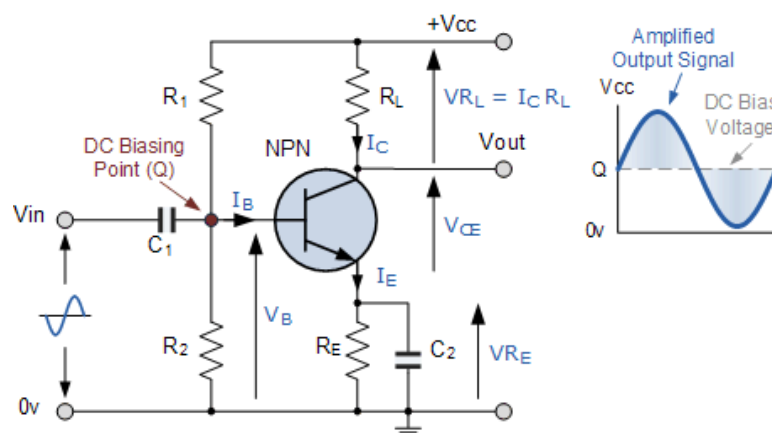 +Vcc
R1
RL
VRL = IC RL
DC Biasing
Point (Q)
NPN
IC
Vout
Vin
C1
IB
VCE
IE
VB
R2
RE
C2
VRE
0v
Amplified
Output Signal
Vcc
DC Bias
Voltage
Q
0v